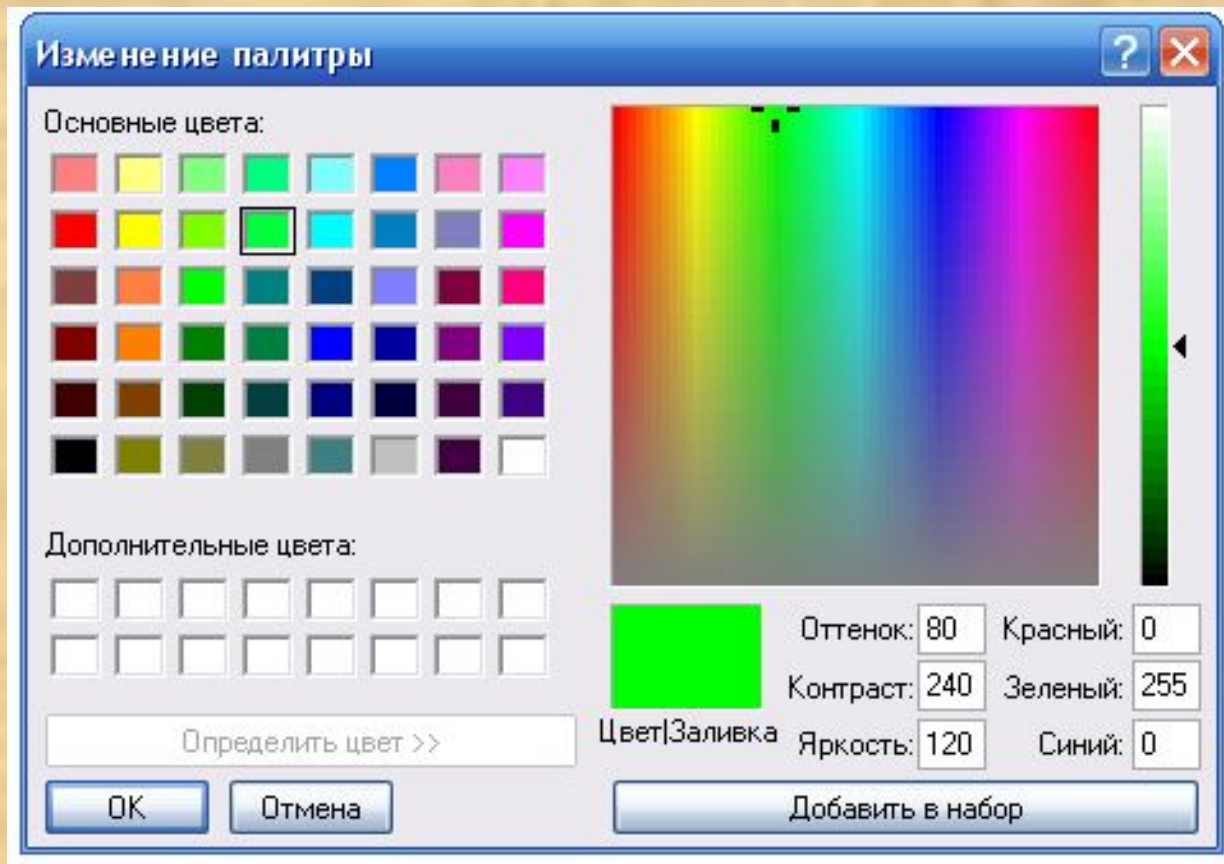 Изменение палитры
Основные цвета:
Дополнительные цвета:
Определить цвет >>
OK
Отмена
Цвет|Заливка
Оттенок: 80
Красный: 0
Контраст: 240
Зеленый: 255
Яркость: 120
Синий: 0
Добавить в набор